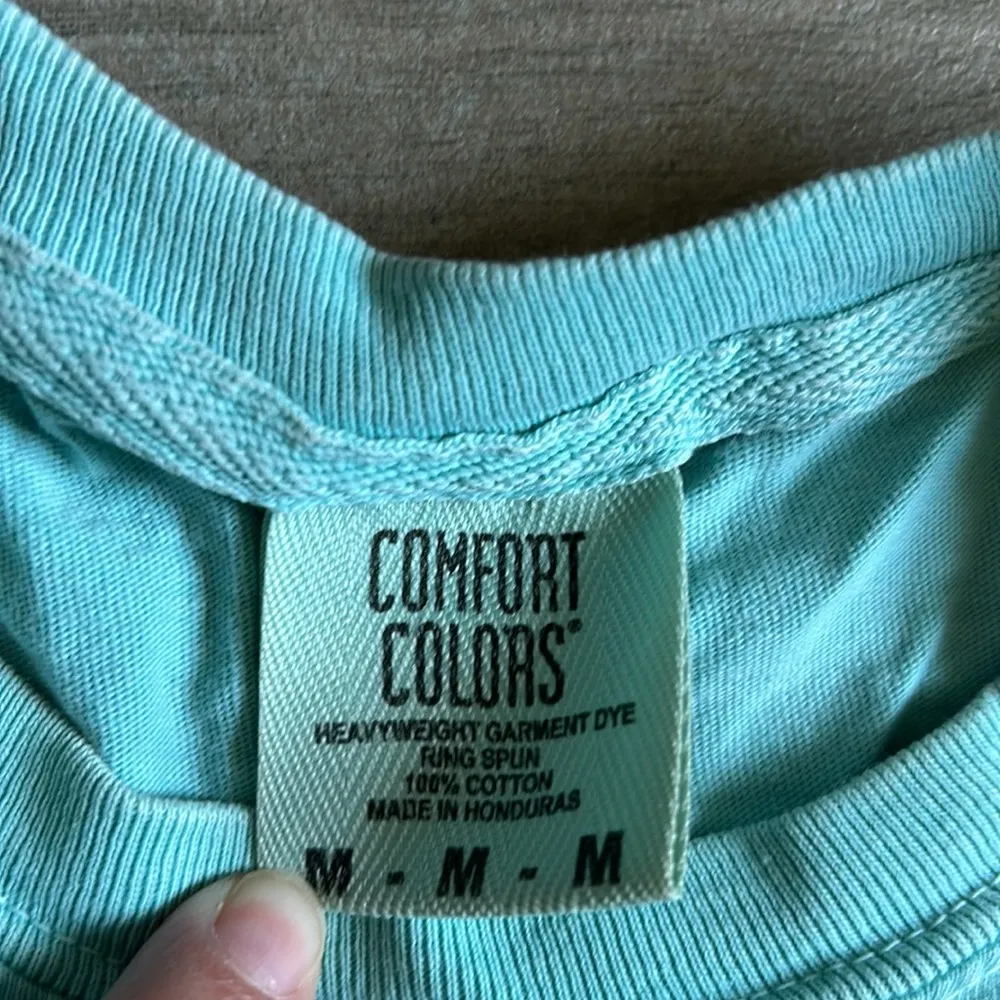 COMFORT
COLORS®
HEAVYWEIGHT GARMENT DYE
RING SPUN
100% COTTON
MADE IN HONDURAS
M - M - M